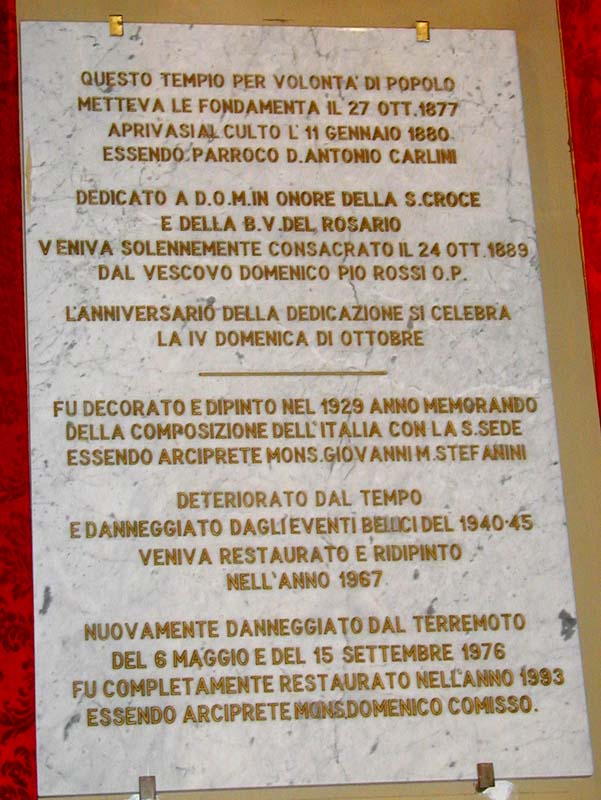 QUESTO TEMPIO PER VOLONTA' DI POPOLO
METTEVA LE FONDAMENTA IL 27 OTT. 1877
APRIVASI AL CULTO L' 11 GENNAIO 1880
ESSENDO PARROCO D. ANTONIO CARLINI
DEDICATO A D.O.M. IN ONORE DELLA S. CROCE
E DELLA B.V. DEL ROSARIO
VENIVA SOLENNEMENTE CONSACRATO IL 24 OTT. 1889
DAL VESCOVO DOMENICO PIO ROSSI O.P.
L'ANNIVERSARIO DELLA DEDICAZIONE SI CELEBRA
LA IV DOMENICA DI OTTOBRE
FU DECORATO E DIPINTO NEL 1929 ANNO MEMORANDO
DELLA COMPOSIZIONE DELL'ITALIA CON LA S. SEDE
ESSENDO ARCIPRETE MONS. GIOVANNI M. STEFANINI
DETERIORATO DAL TEMPO
E DANNEGGIATO DAGLI EVENTI BELLICI DEL 1940-45
VENIVA RESTAURATO E RIDIPINTO
NELL'ANNO 1967
NUOVAMENTE DANNEGGIATO DAL TERREMOTO
DEL 6 MAGGIO E DEL 15 SETTEMBRE 1976
FU COMPLETAMENTE RESTAURATO NELL'ANNO 1993
ESSENDO ARCIPRETE MONS. DOMENICO COMISSO.